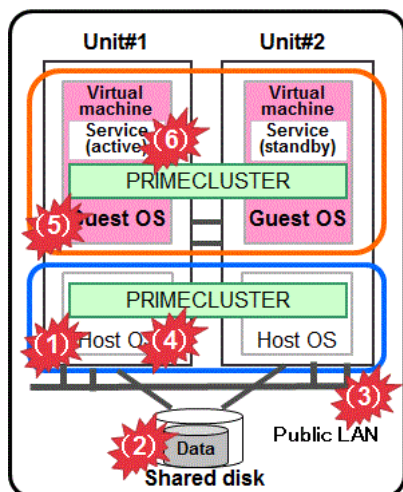 Unit#1 Unit#2
Virtual machine
Virtual machine
Service (active)
(6)
Service (standby)
PRIMECLUSTER
(5)
Guest OS
Guest OS
PRIMECLUSTER
(1)
Host O
(4)
Host OS
(3)
(2)
Data
Public LAN
Shared disk